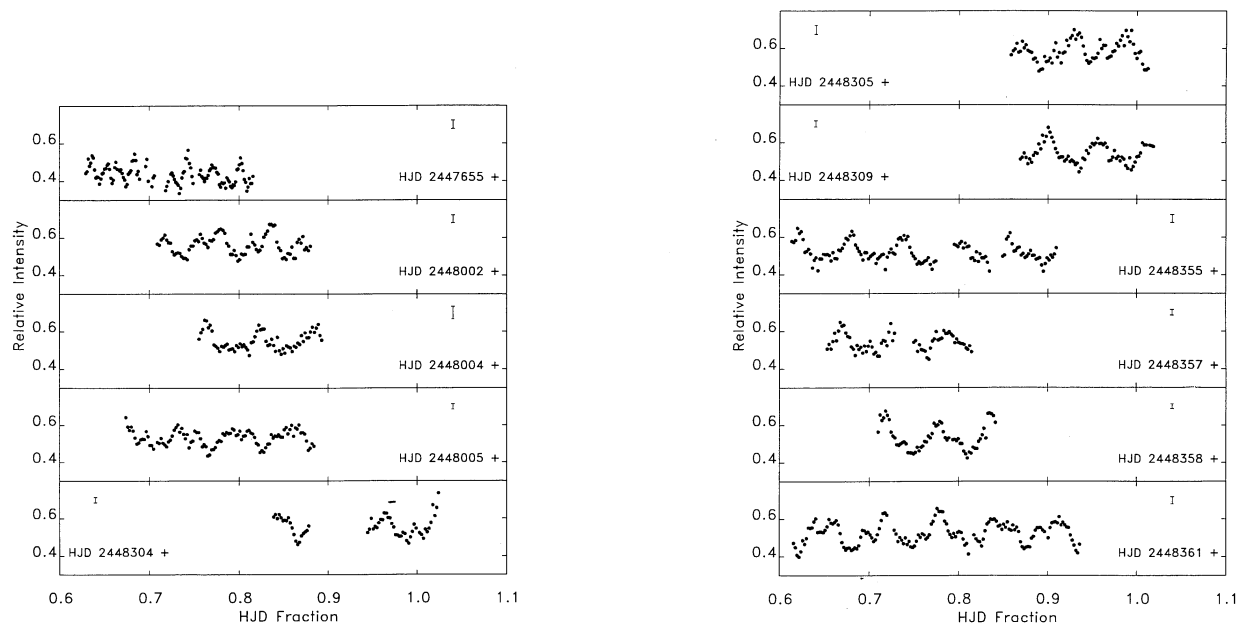 0.6
0.4
HJD 2447655 +
0.6
0.4
HJD 2448002 +
0.6
0.4
HJD 2448004 +
0.6
0.4
HJD 2448005 +
0.6
0.4
HJD 2448304 +
Relative Intensity
0.6 0.7 0.8 0.9 1.0 1.1
HJD Fraction
0.6
0.4
HJD 2448305 +
0.6
0.4
HJD 2448309 +
0.6
0.4
HJD 2448355 +
0.6
0.4
HJD 2448357 +
0.6
0.4
HJD 2448358 +
0.6
0.4
HJD 2448361 +
Relative Intensity
0.6 0.7 0.8 0.9 1.0 1.1
HJD Fraction